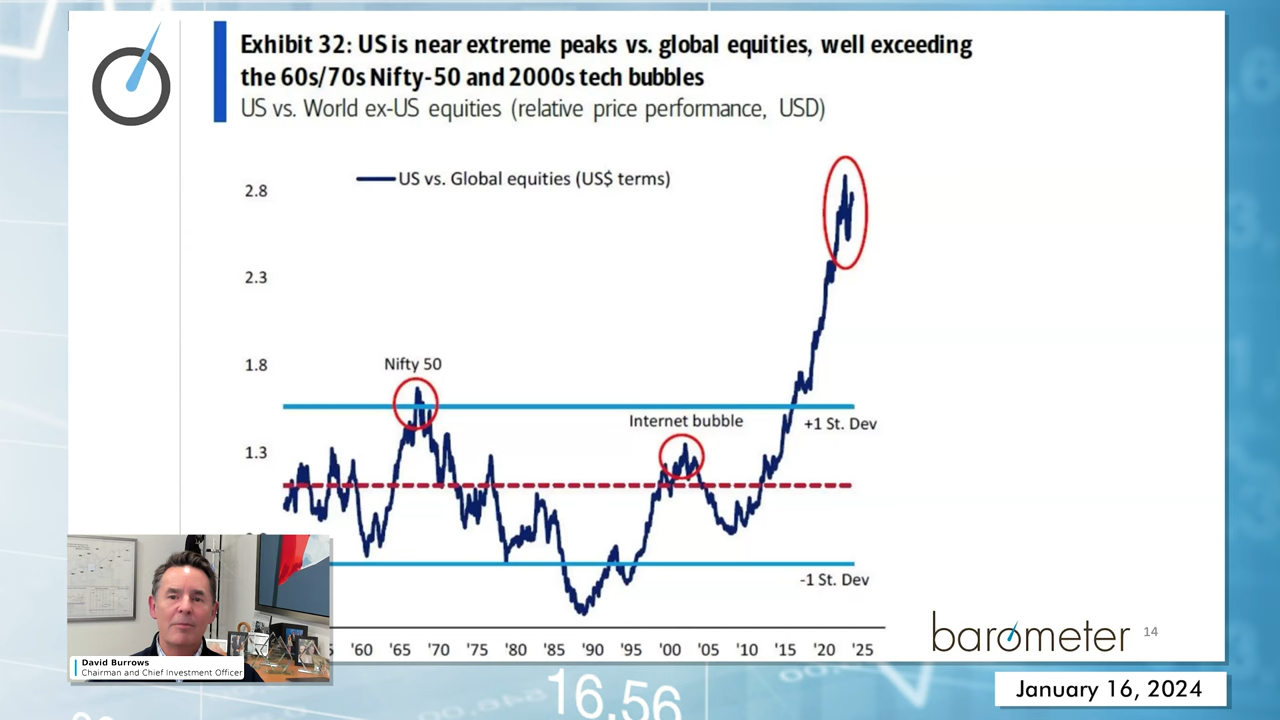 Exhibit 32: US is near extreme peaks vs. global equities, well exceeding
the 60s/70s Nifty-50 and 2000s tech bubbles
US vs. World ex-US equities (relative price performance, USD)
US vs. Global equities (US$ terms)
2.8
2.3
1.8
1.3
Nifty 50
Internet bubble
+1 St. Dev
-1 St. Dev
'60 '65 '70 '75 '80 '85 '90 '95 '00 '05 '10 '15 '20 '25
barometer
14
David Burrows
Chairman and Chief Investment Officer
January 16, 2024
16.56